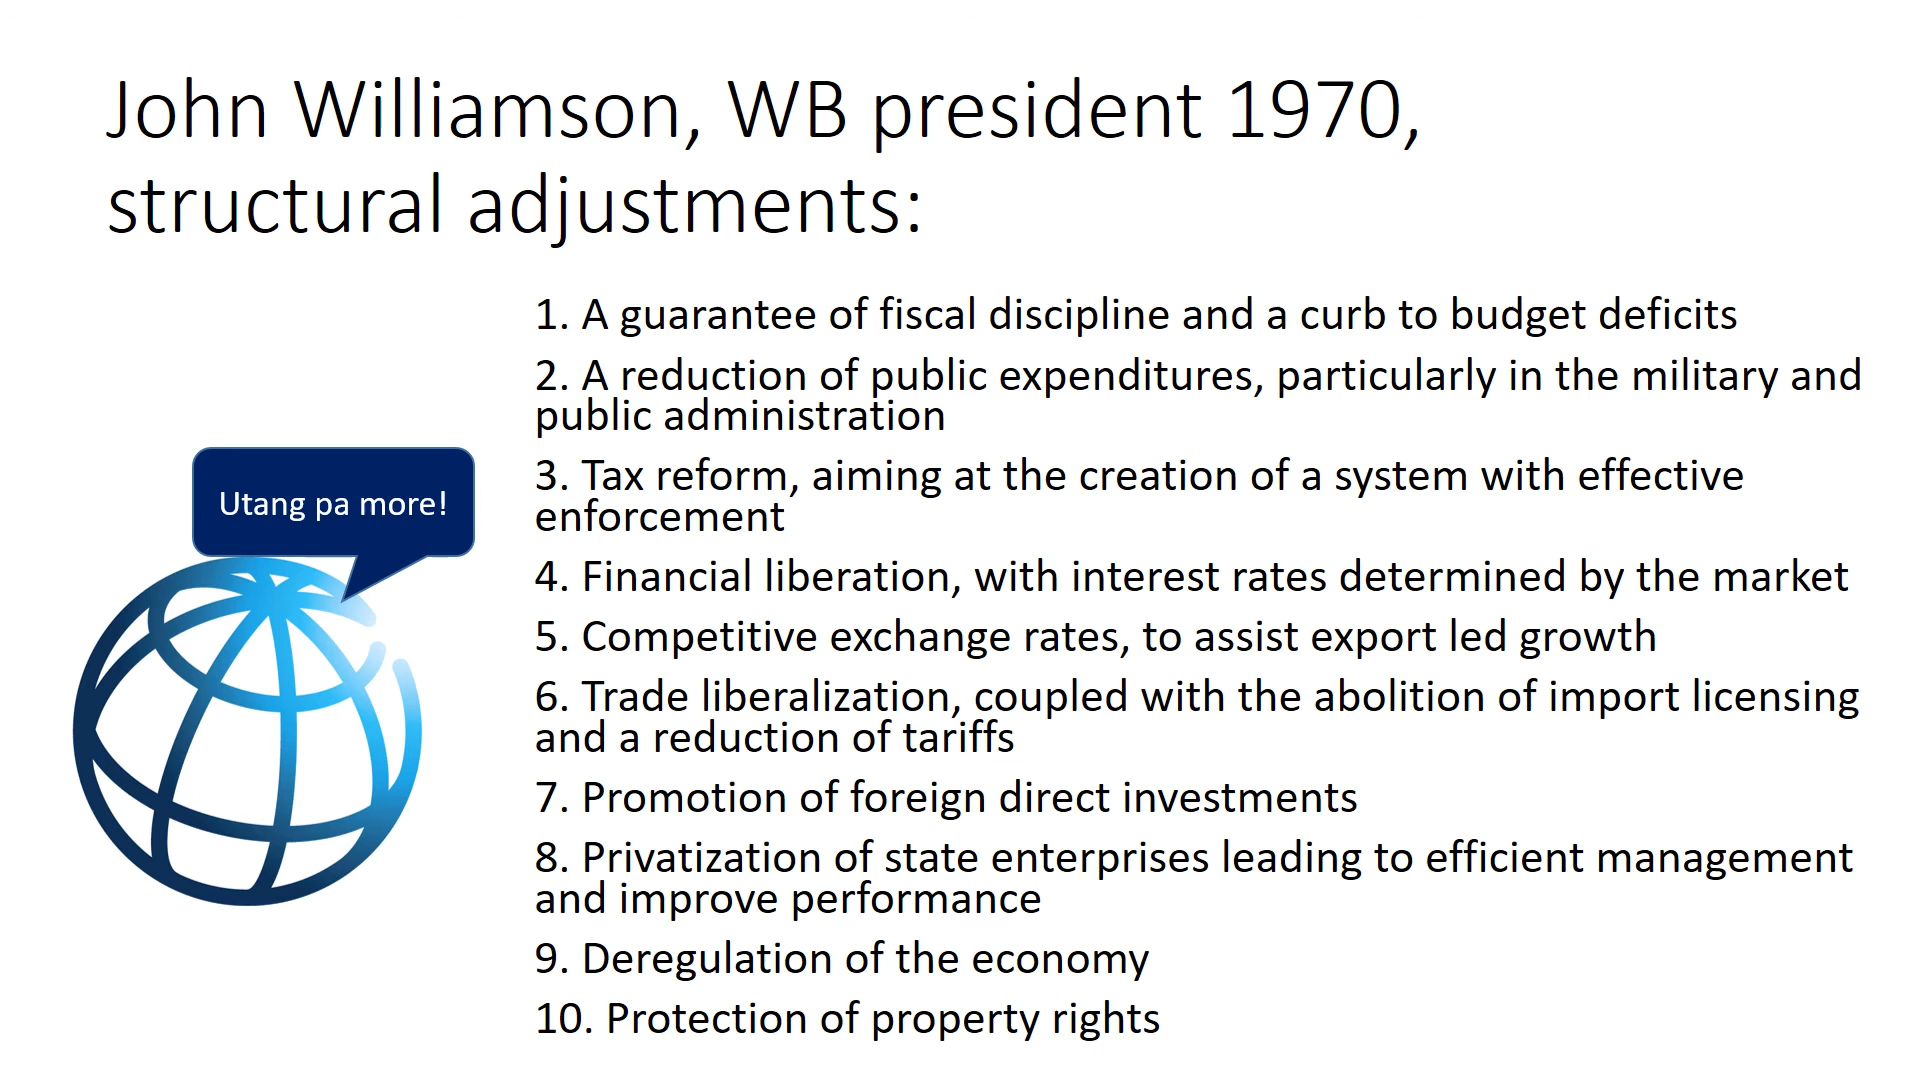 John Williamson, WB president 1970,
structural adjustments:
Utang pa more!
1. A guarantee of fiscal discipline and a curb to budget deficits
2. A reduction of public expenditures, particularly in the military and
public administration
3. Tax reform, aiming at the creation of a system with effective
enforcement
4. Financial liberation, with interest rates determined by the market
5. Competitive exchange rates, to assist export led growth
6. Trade liberalization, coupled with the abolition of import licensing
and a reduction of tariffs
7. Promotion of foreign direct investments
8. Privatization of state enterprises leading to efficient management
and improve performance
9. Deregulation of the economy
10. Protection of property rights